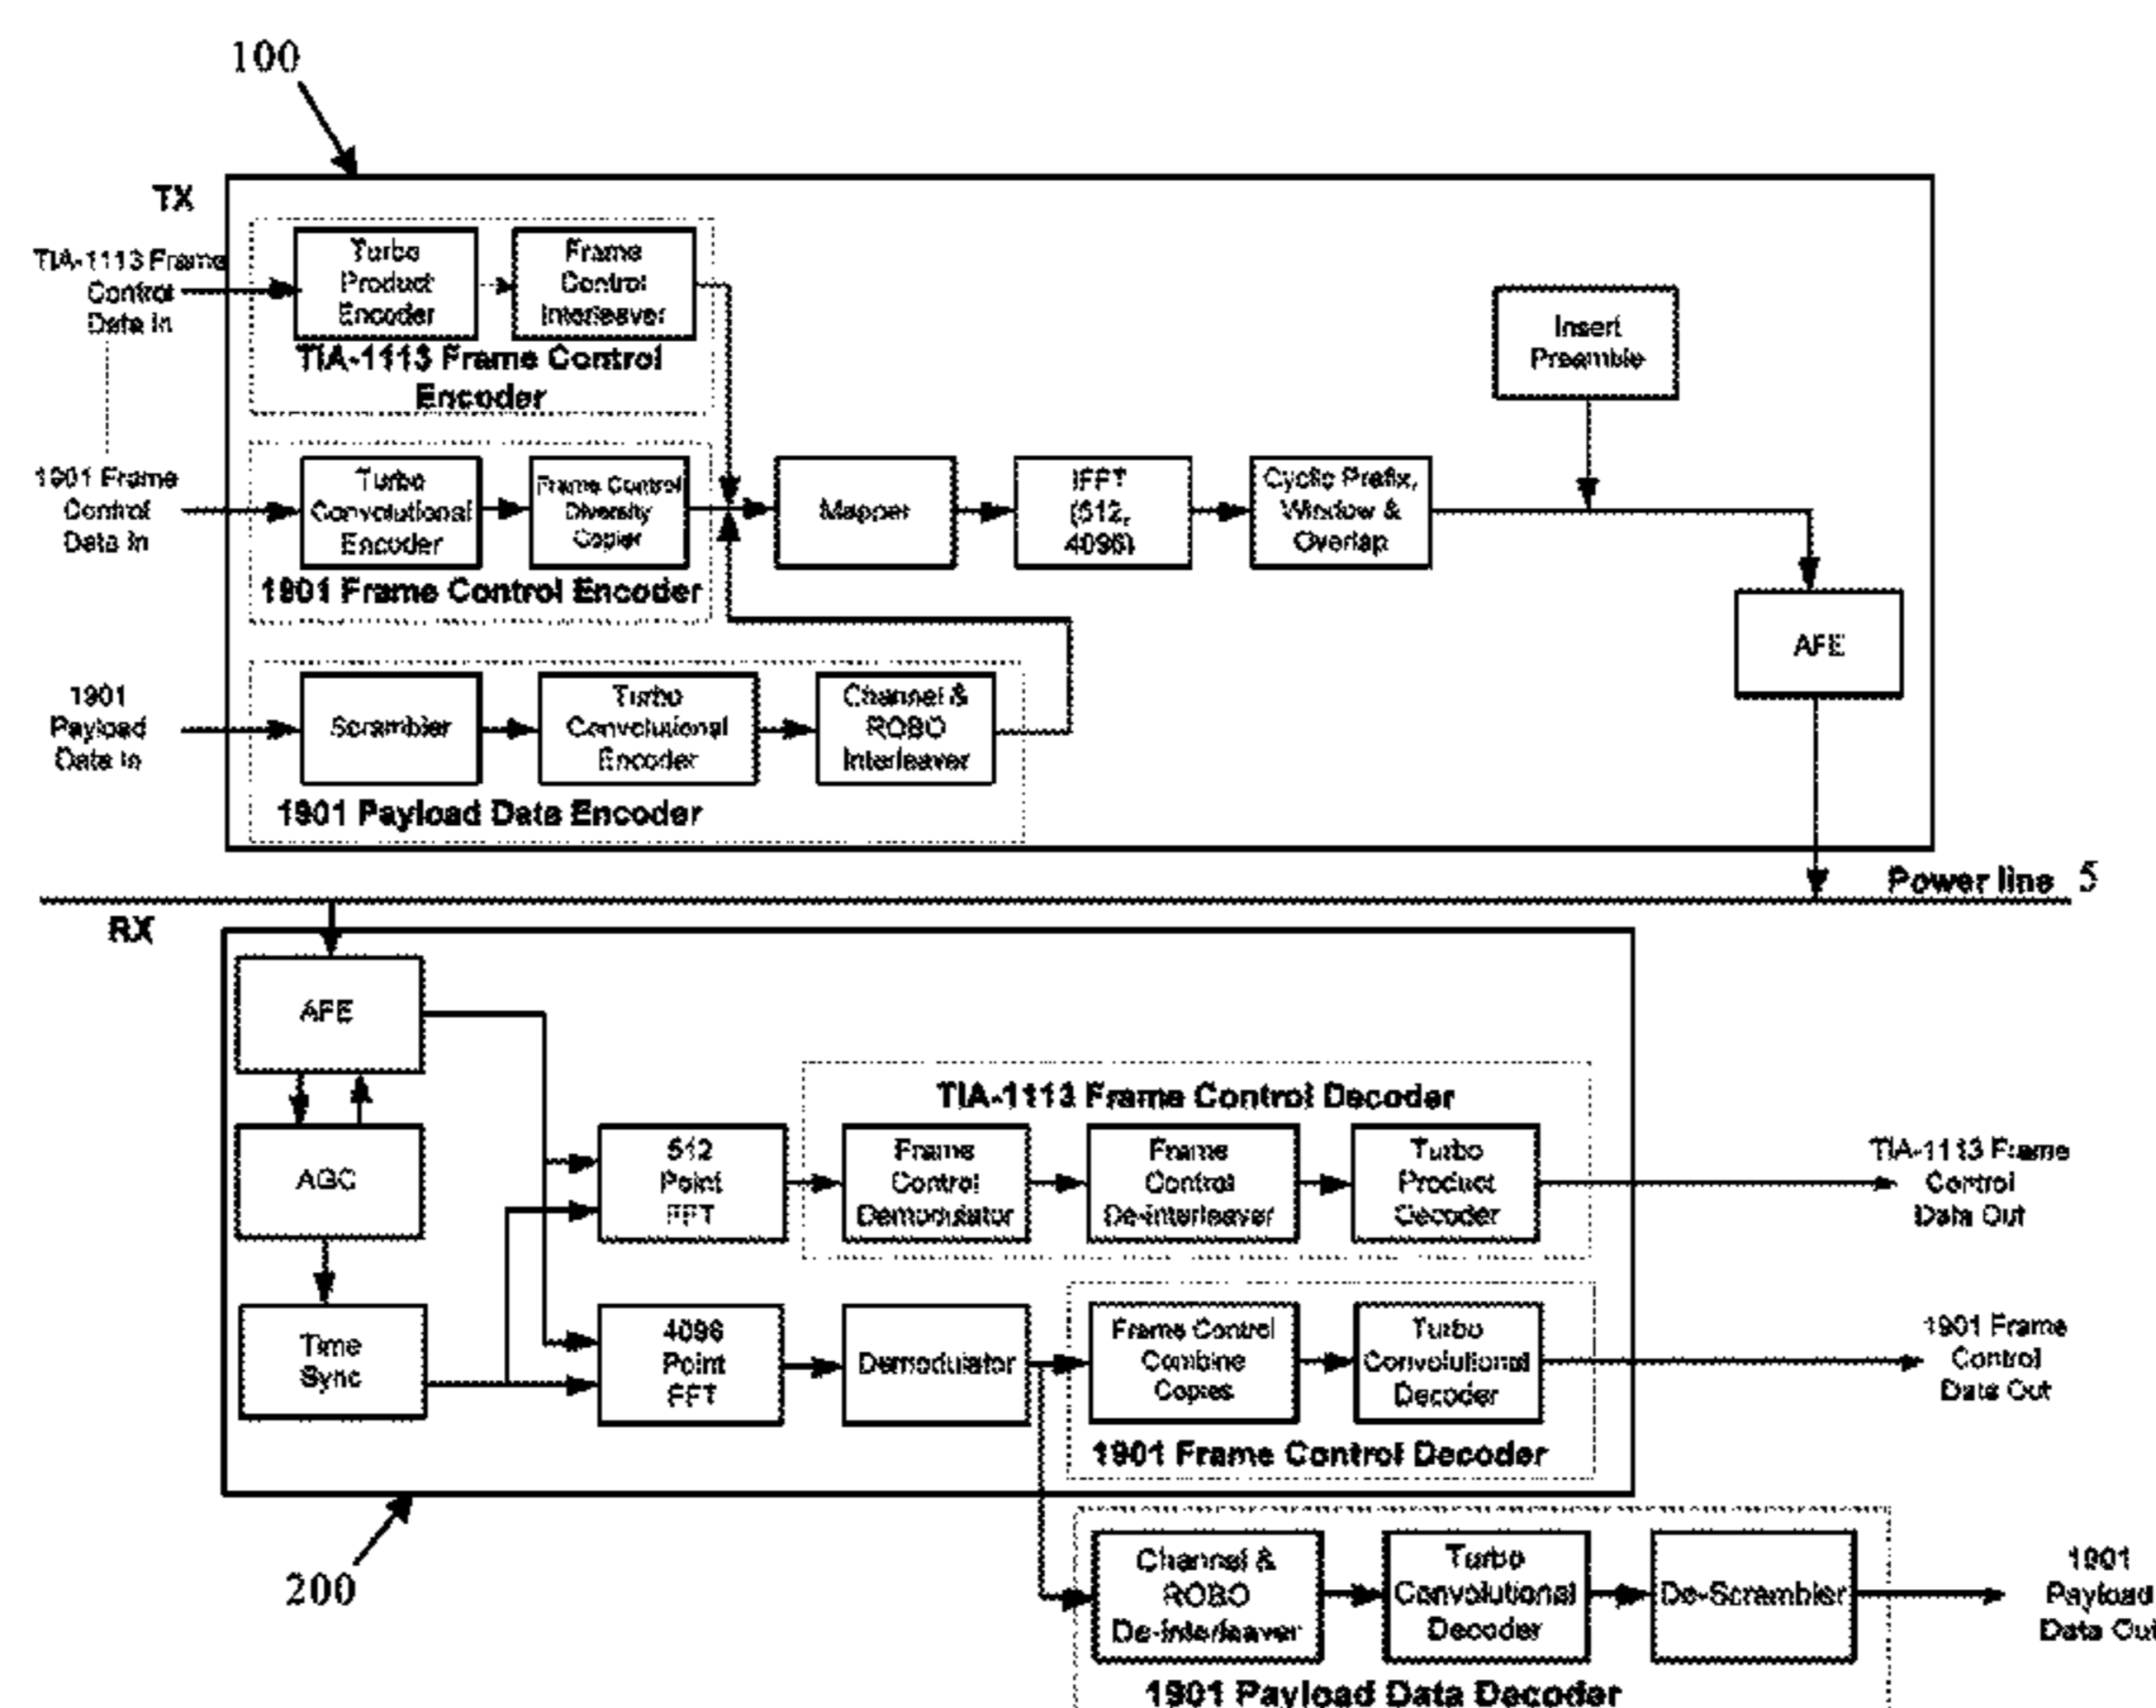 100
TX
TIA-1113 Frame
Control
Data In
Turbo
Product
Encoder
Frame
Control
Interleaver
TIA-1113 Frame Control
Encoder
Insert
Preamble
1901 Frame
Control
Data In
Turbo
Convolutional
Encoder
Frame Control
Diversity
Copier
1901 Frame Control Encoder
Mapper
IFFT
(512,
4096)
Cyclic Prefix,
Window &
Overlap
AFE
1901
Payload
Data In
Scrambler
Turbo
Convolutional
Encoder
Channel &
ROBO
Interleaver
1901 Payload Data Encoder
Power line 5
RX
AFE
AGC
Time
Sync
512
Point
FFT
TIA-1113 Frame Control Decoder
Frame
Control
Demodulator
Frame
Control
De-interleaver
Turbo
Product
Decoder
TIA-1113 Frame
Control
Data Out
4096
Point
FFT
Demodulator
Frame Control
Combine
Copies
Turbo
Convolutional
Decoder
1901 Frame Control Decoder
1901 Frame
Control
Data Out
200
Channel &
ROBO
De-interleaver
Turbo
Convolutional
Decoder
De-Scrambler
1901 Payload Data Decoder
1901
Payload
Data Out